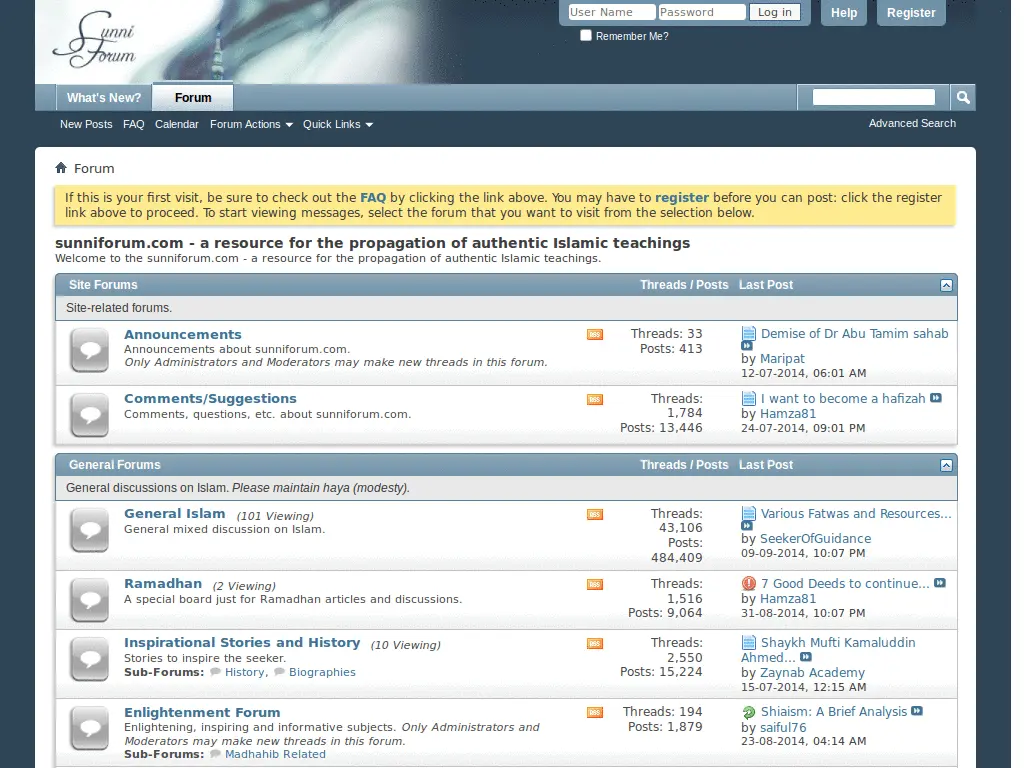 Sunni Forum
User Name Password Log in Help Register
Remember Me?
What's New? Forum
New Posts FAQ Calendar Forum Actions Quick Links Advanced Search
Forum
If this is your first visit, be sure to check out the FAQ by clicking the link above. You may have to register before you can post: click the register
link above to proceed. To start viewing messages, select the forum that you want to visit from the selection below.
sunniforum.com - a resource for the propagation of authentic Islamic teachings
Welcome to the sunniforum.com - a resource for the propagation of authentic Islamic teachings.
Site Forums Threads / Posts Last Post
Site-related forums.
Announcements
Announcements about sunniforum.com.
Only Administrators and Moderators may make new threads in this forum.
rss
Threads: 33
Posts: 413
Demise of Dr Abu Tamim sahab
by Maripat
12-07-2014, 06:01 AM
Comments/Suggestions
Comments, questions, etc. about sunniforum.com.
rss
Threads:
1,784
Posts: 13,446
I want to become a hafizah
by Hamza81
24-07-2014, 09:01 PM
General Forums Threads / Posts Last Post
General discussions on Islam. Please maintain haya (modesty).
General Islam (101 Viewing)
General mixed discussion on Islam.
rss
Threads:
43,106
Posts:
484,409
Various Fatwas and Resources...
by SeekerOfGuidance
09-09-2014, 10:07 PM
Ramadhan (2 Viewing)
A special board just for Ramadhan articles and discussions.
rss
Threads:
1,516
Posts: 9,064
7 Good Deeds to continue...
by Hamza81
31-08-2014, 10:07 PM
Inspirational Stories and History (10 Viewing)
Stories to inspire the seeker.
Sub-Forums: History, Biographies
rss
Threads:
2,550
Posts: 15,224
Shaykh Mufti Kamaluddin
Ahmed...
by Zaynab Academy
15-07-2014, 12:15 AM
Enlightenment Forum
Enlightening, inspiring and informative subjects. Only Administrators and
Moderators may make new threads in this forum.
Sub-Forums: Madhahib Related
rss
Threads: 194
Posts: 1,879
Shiaism: A Brief Analysis
by saiful76
23-08-2014, 04:14 AM